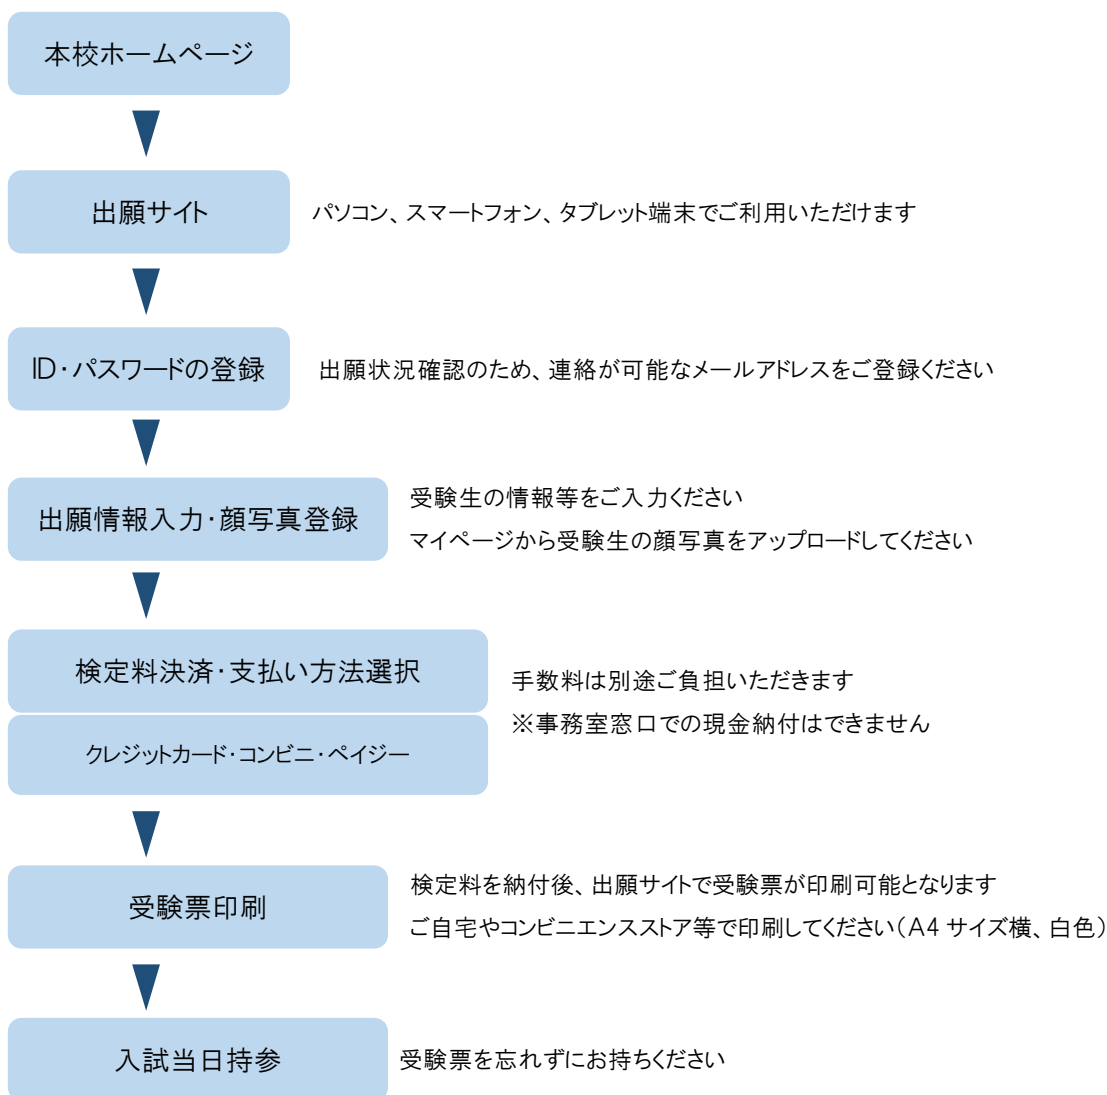 本校ホームページ
出願サイト
パソコン、スマートフォン、タブレット端末でご利用いただけます
ID・パスワードの登録
出願状況確認のため、連絡が可能なメールアドレスをご登録ください
出願情報入力・顔写真登録
受験生の情報等をご入力ください
マイページから受験生の顔写真をアップロードしてください
検定料決済・支払い方法選択
クレジットカード・コンビニ・ペイジー
手数料は別途ご負担いただきます
※事務室窓口での現金納付はできません
受験票印刷
検定料を納付後、出願サイトで受験票が印刷可能となります
ご自宅やコンビニエンスストア等で印刷してください（A4 サイズ横、白色）
入試当日持参
受験票を忘れずにお持ちください